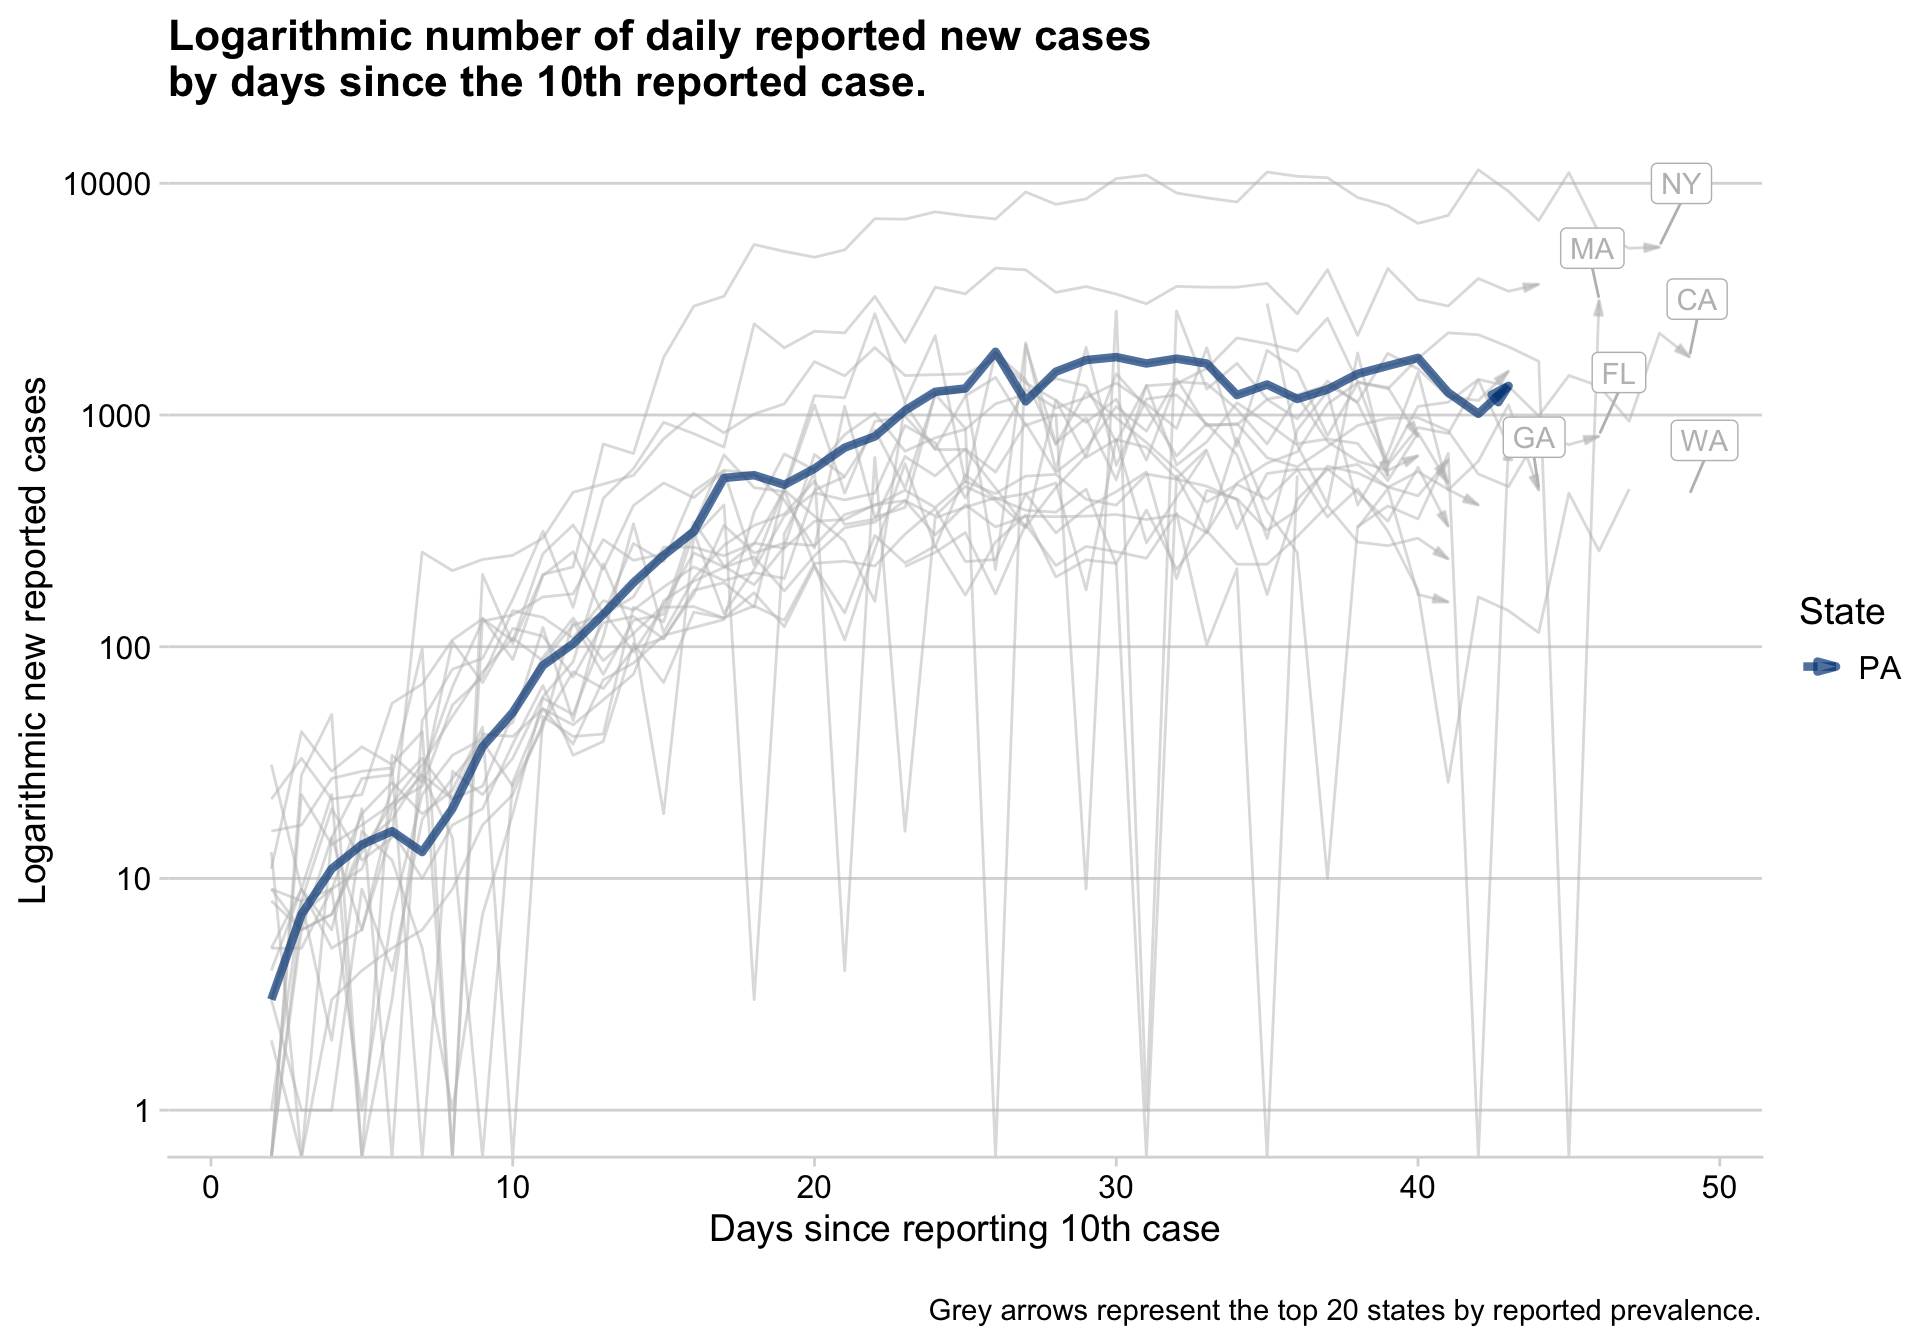 Logarithmic number of daily reported new cases
by days since the 10th reported case.
Logarithmic new reported cases
10000
1000
100
10
1
NY
MA
CA
FL
GA
WA
State
PA
0
10
20
30
40
50
Days since reporting 10th case
Grey arrows represent the top 20 states by reported prevalence.